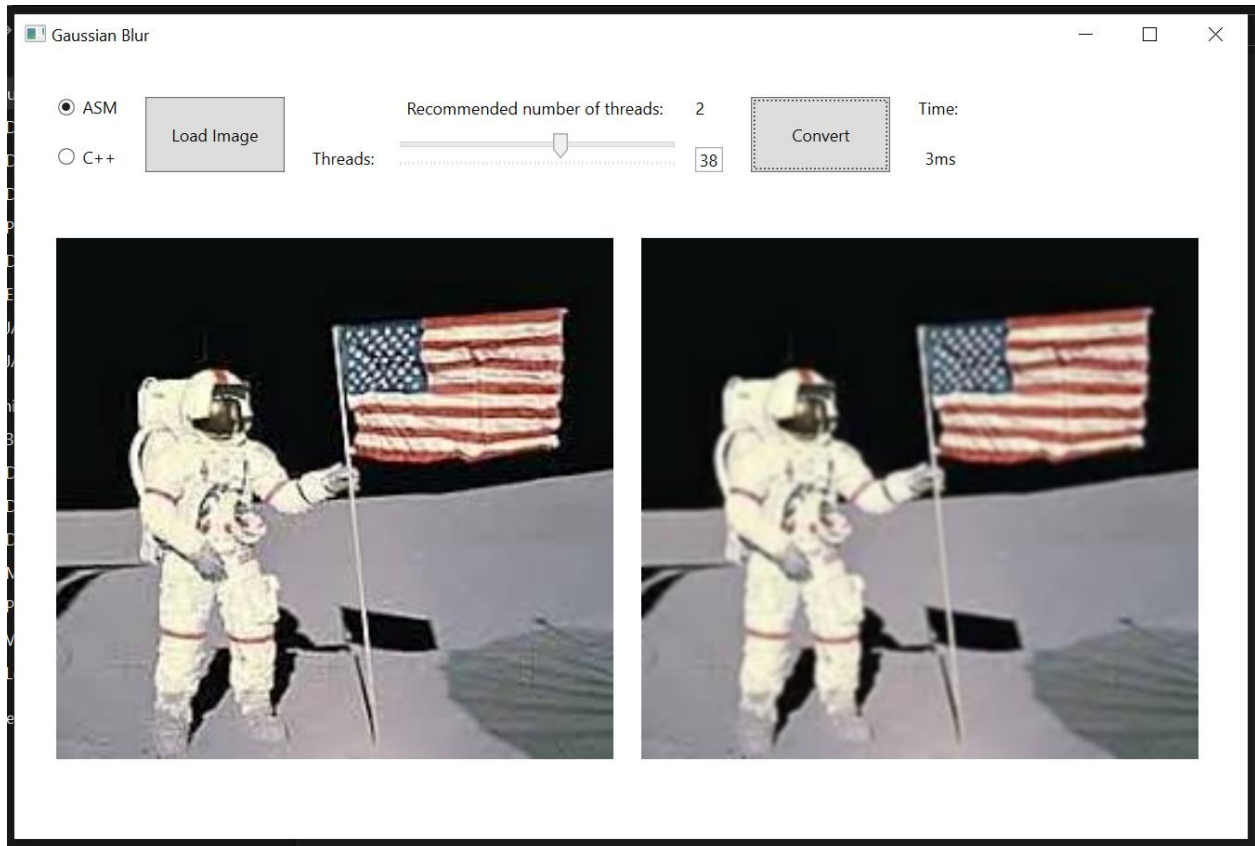 Gaussian Blur
ASM
Load Image
Recommended number of threads: 2
Convert
Time:
C++
Threads:
38
3ms